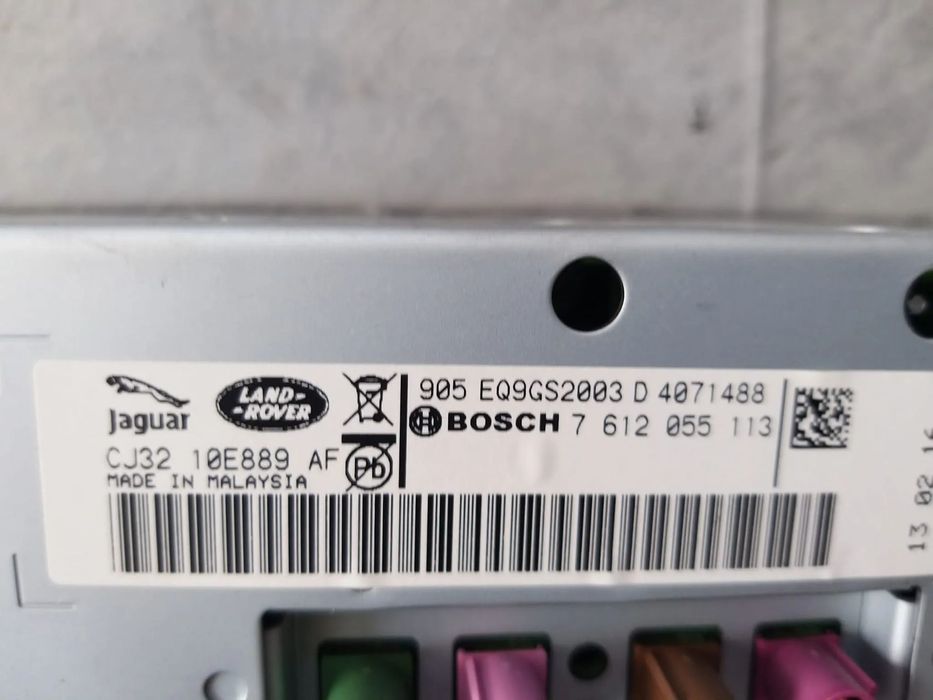 Jaguar
LAND-
-ROVER
905 EQ9GS2003 D 4071488
BOSCH 7 612 055 113
CJ32 10E889 AF
Pb
MADE IN MALAYSIA
13 02 16